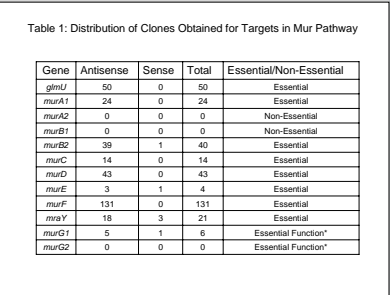 Table 1: Distribution of Clones Obtained for Targets in Mur Pathway
Gene Antisense Sense Total Essential/Non-Essential
glmU 50 0 50 Essential
murA1 24 0 24 Essential
murA2 0 0 0 Non-Essential
murB1 0 0 0 Non-Essential
murB2 39 1 40 Essential
murC 14 0 14 Essential
murD 43 0 43 Essential
murE 3 1 4 Essential
murF 131 0 131 Essential
mraY 18 3 21 Essential
murG1 5 1 6 Essential Function*
murG2 0 0 0 Essential Function*